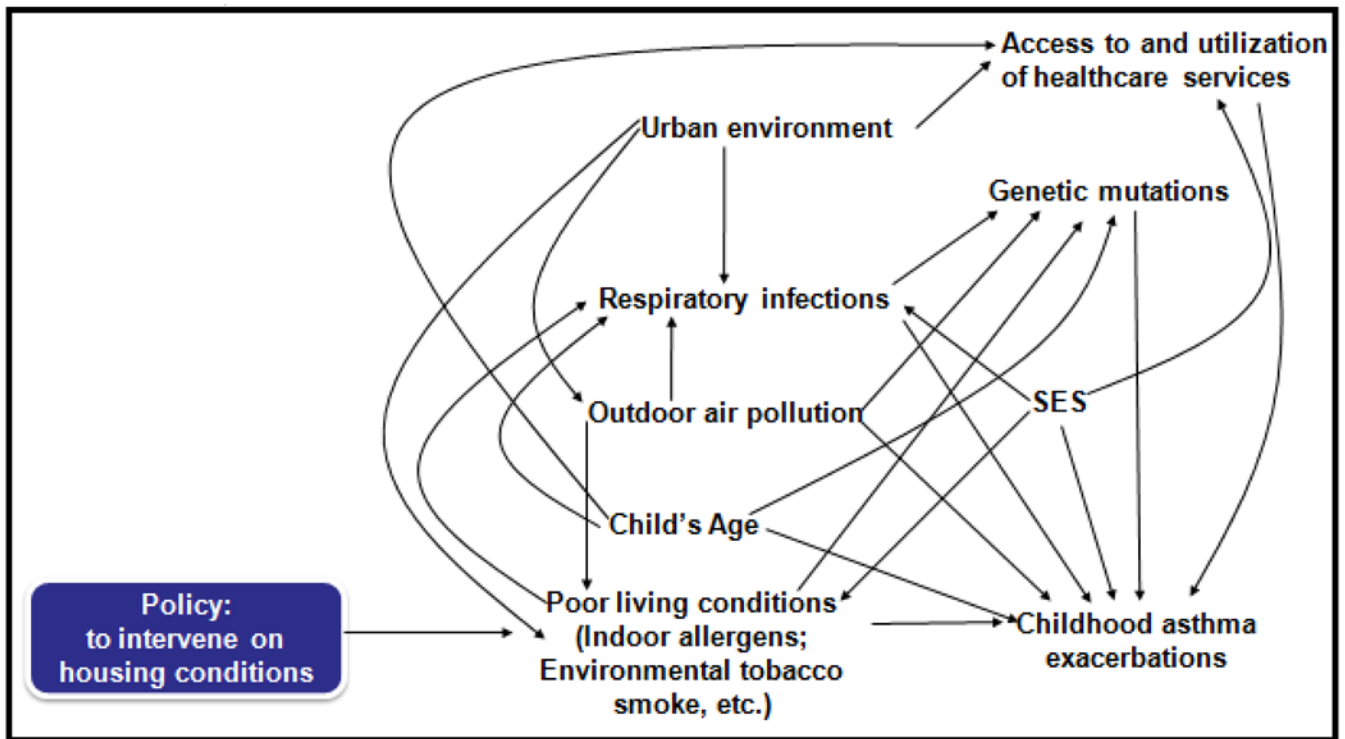 Access to and utilization
of healthcare services
Urban environment
Genetic mutations
Respiratory infections
SES
Outdoor air pollution
Child's Age
Policy:
to intervene on
housing conditions
Poor living conditions
(Indoor allergens;
Environmental tobacco
smoke, etc.)
Childhood asthma
exacerbations